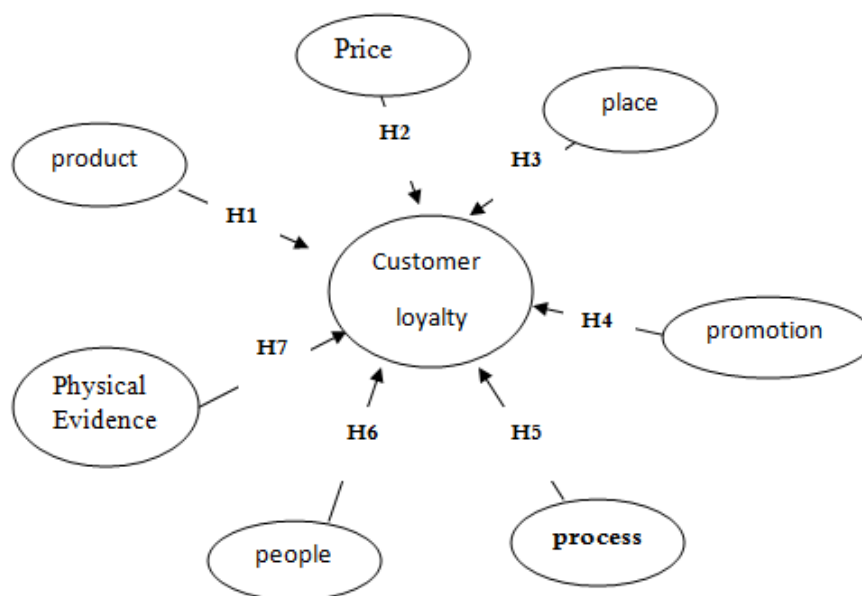 Price
place
H2
H3
product
H1
Customer
loyalty
H4
promotion
H7
Physical
Evidence
H6
H5
people
process